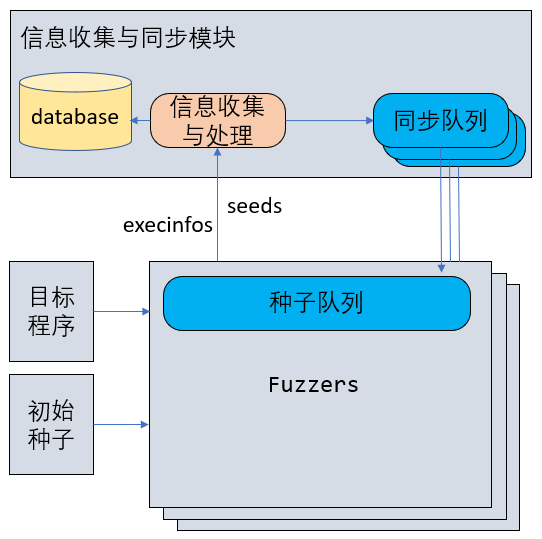 信息收集与同步模块
database
信息收集
与处理
同步队列
seeds
execinfos
目标
程序
种子队列
Fuzzers
初始
种子